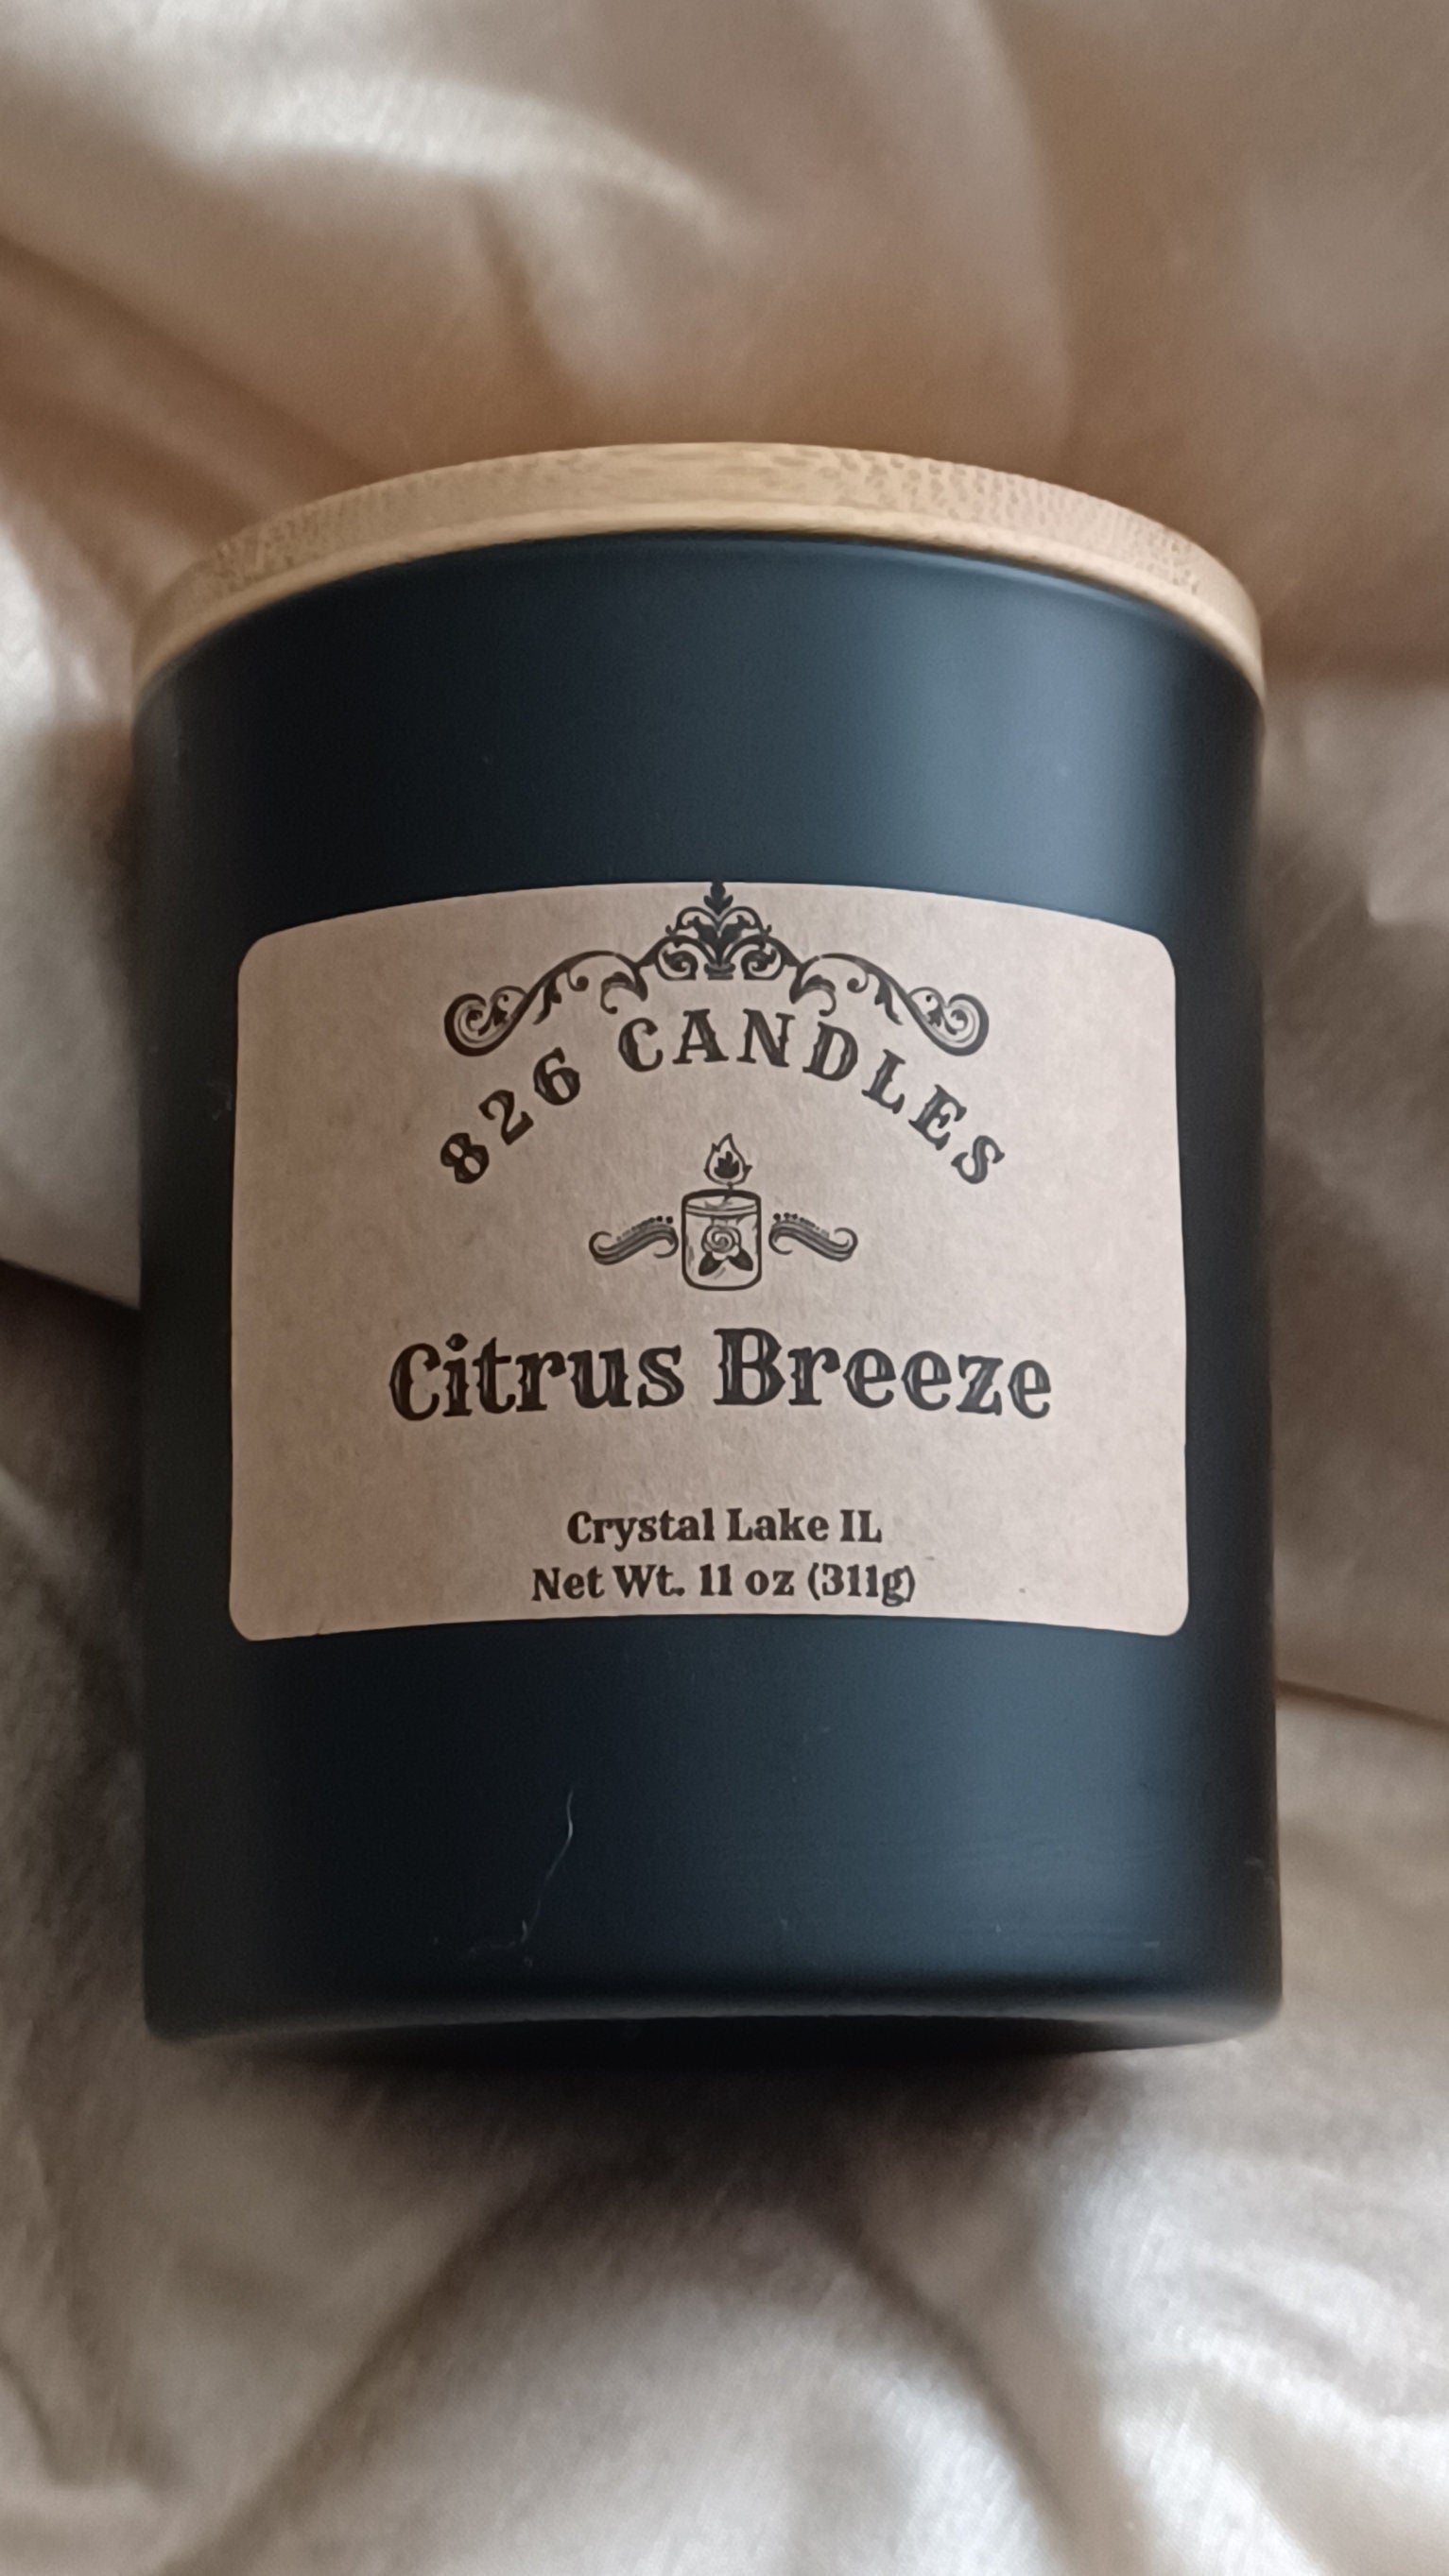 826 CANDLES
Citrus Breeze
Crystal Lake IL
Net Wt. 11 oz (311g)